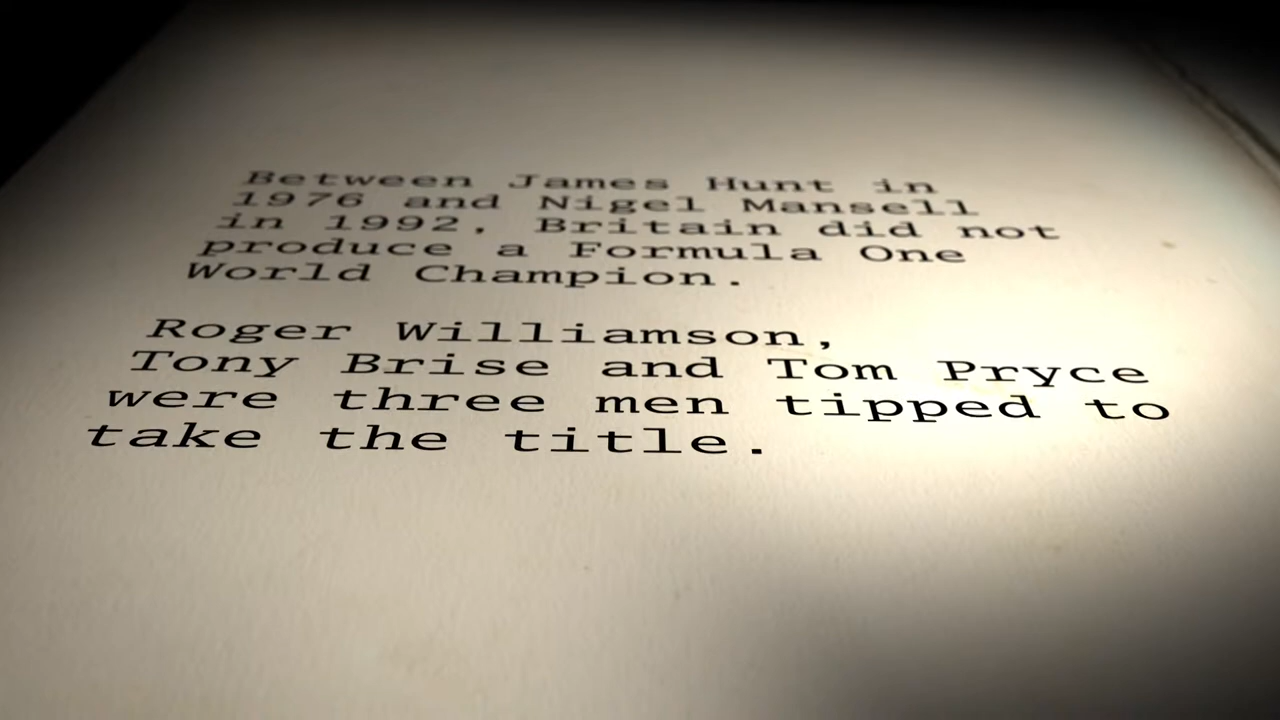 Between James Hunt in
1976 and Nigel Mansell
in 1992, Britain did not
produce a Formula One
World Champion.
Roger Williamson,
Tony Brise and Tom Pryce
were three men tipped to
take the title.